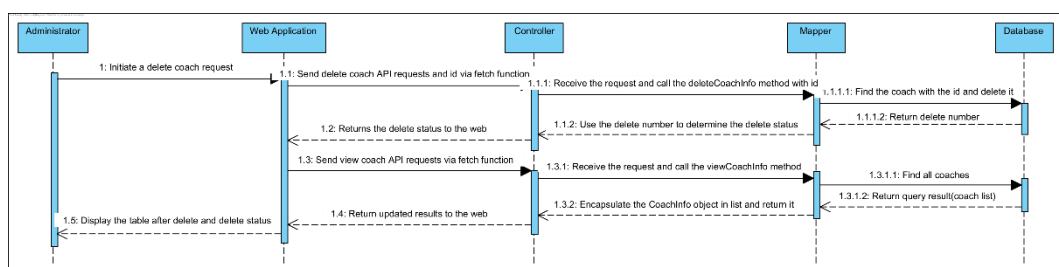 Administrator
Web Application
Controller
Mapper
Database
1: Initiate a delete coach request
1.1: Send delete coach API requests and id via fetch function
1.1.1: Receive the request and call the deleteCoachInfo method with id
1.1.1.1: Find the coach with the id and delete it
1.1.1.2: Return delete number
1.1.2: Use the delete number to determine the delete status
1.2: Returns the delete status to the web
1.3: Send view coach API requests via fetch function
1.3.1: Receive the request and call the viewCoachInfo method
1.3.1.1: Find all coaches
1.3.1.2: Return query result(coach list)
1.3.2: Encapsulate the CoachInfo object in list and return it
1.4: Return updated results to the web
1.5: Display the table after delete and delete status